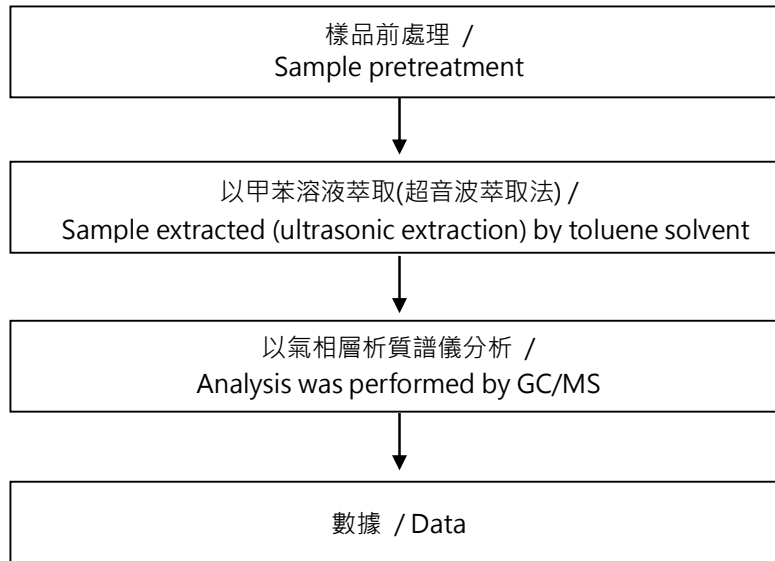 樣品前處理 /
Sample pretreatment
以甲苯溶液萃取(超音波萃取法) /
Sample extracted (ultrasonic extraction) by toluene solvent
以氣相層析質譜儀分析 /
Analysis was performed by GC/MS
數據 / Data